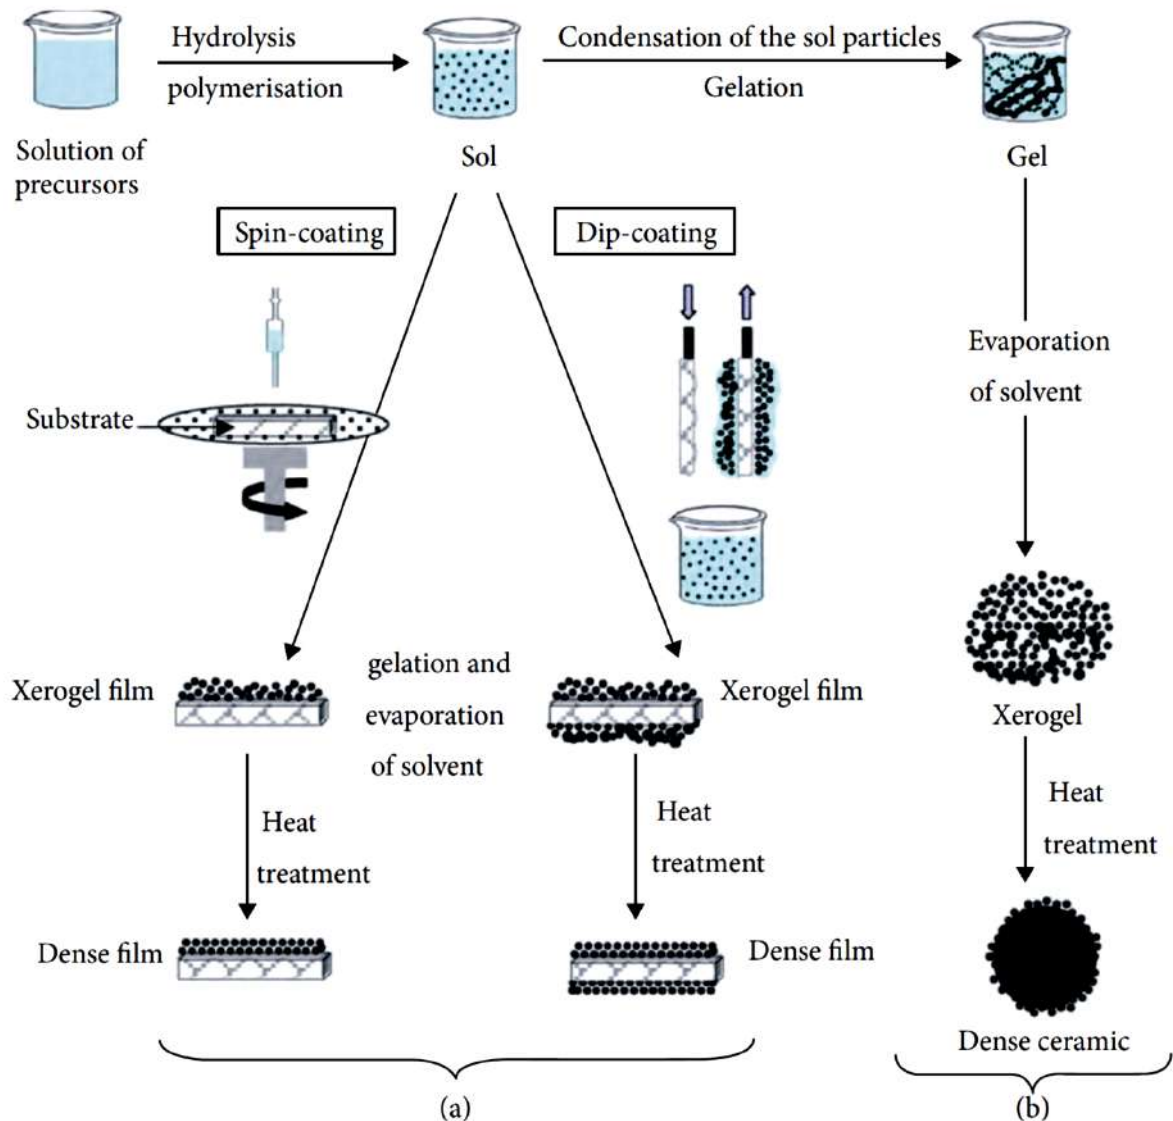 Hydrolysis
polymerisation
Condensation of the sol particles
Gelation
Solution of
precursors
Sol
Gel
Spin-coating
Dip-coating
Substrate
Evaporation
of solvent
Xerogel film
gelation and
evaporation
of solvent
Xerogel film
Xerogel
Heat
treatment
Heat
treatment
Heat
treatment
Dense film
Dense film
Dense ceramic
(a)
(b)